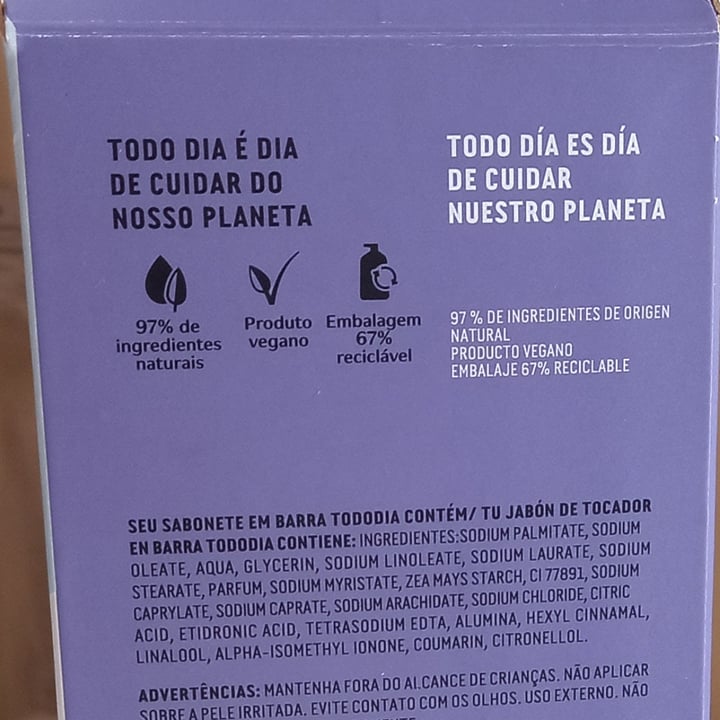 TODO DIA É DIA
DE CUIDAR DO
NOSSO PLANETA
97% de
ingredientes
naturais
Produto
vegano
Embalagem
67%
reciclável
TODO DÍA ES DÍA
DE CUIDAR
NUESTRO PLANETA
97 % DE INGREDIENTES DE ORIGEN
NATURAL
PRODUCTO VEGANO
EMBALAJE 67% RECICLABLE
SEU SABONETE EM BARRA TODODIA CONTÉM/ TU JABÓN DE TOCADOR
EN BARRA TODODIA CONTIENE: INGREDIENTES:SODIUM PALMITATE, SODIUM
OLEATE, AQUA, GLYCERIN, SODIUM LINOLEATE, SODIUM LAURATE, SODIUM
STEARATE, PARFUM, SODIUM MYRISTATE, ZEA MAYS STARCH, CI 77891, SODIUM
CAPRYLATE, SODIUM CAPRATE, SODIUM ARACHIDATE, SODIUM CHLORIDE, CITRIC
ACID, ETIDRONIC ACID, TETRASODIUM EDTA, ALUMINA, HEXYL CINNAMAL,
LINALOOL, ALPHA-ISOMETHYL IONONE, COUMARIN, CITRONELLOL.
ADVERTÊNCIAS: MANTENHA FORA DO ALCANCE DE CRIANÇAS. NÃO APLICAR
SOBRE A PELE IRRITADA. EVITE CONTATO COM OS OLHOS. USO EXTERNO. NÃO